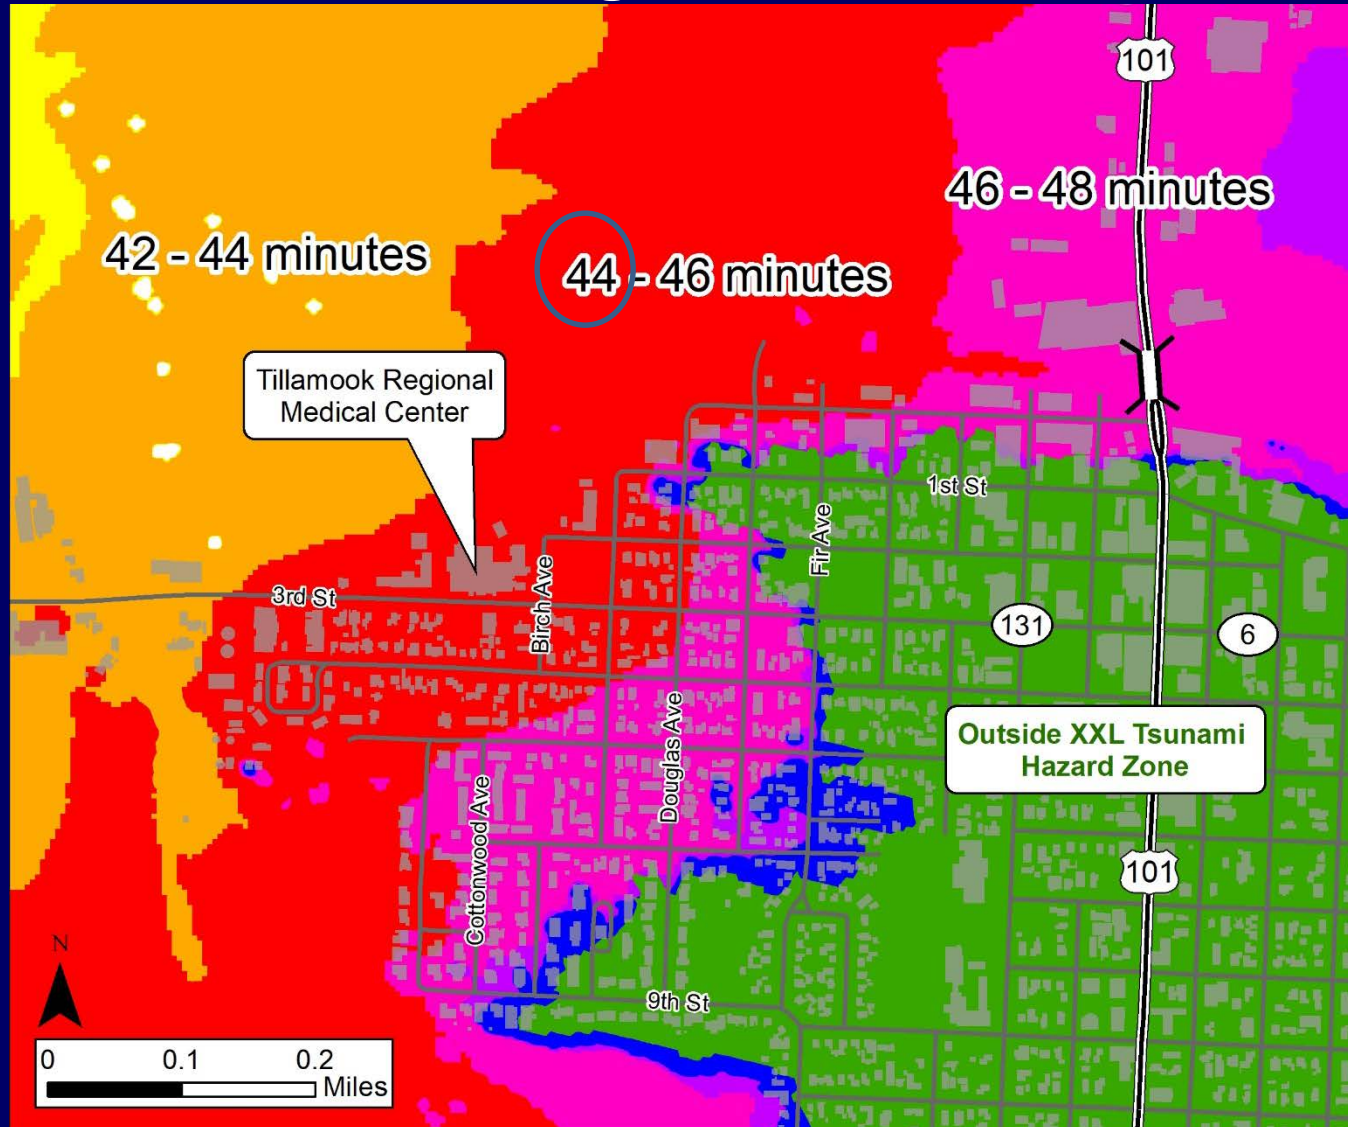 101
46 - 48 minutes
42 - 44 minutes
44 - 46 minutes
Tillamook Regional
Medical Center
1st St
Fir Ave
3rd St
Birch Ave
131
6
Douglas Ave
Outside XXL Tsunami
Hazard Zone
Cottonwood Ave
101
N
9th St
0 0.1 0.2
Miles